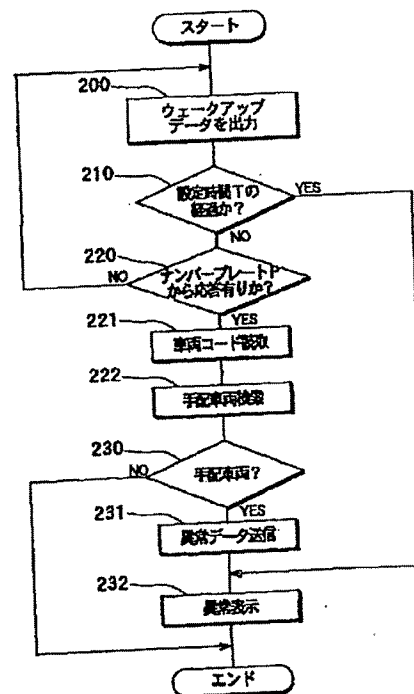 スタート
200
ウェークアップ
データを出力
210
設定時間Tの
経過か?
YES
NO
220
ナンバープレートP
から応答有りか?
NO
YES
221
車両コード読取
222
手配車両検索
230
手配車両?
NO
YES
231
異常データ送信
232
異常表示
エンド